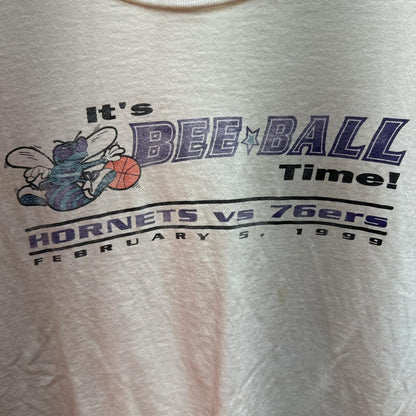 It's
BEE★BALL
Time!
HORNETS VS 76ers
FEBRUARY 5, 1999